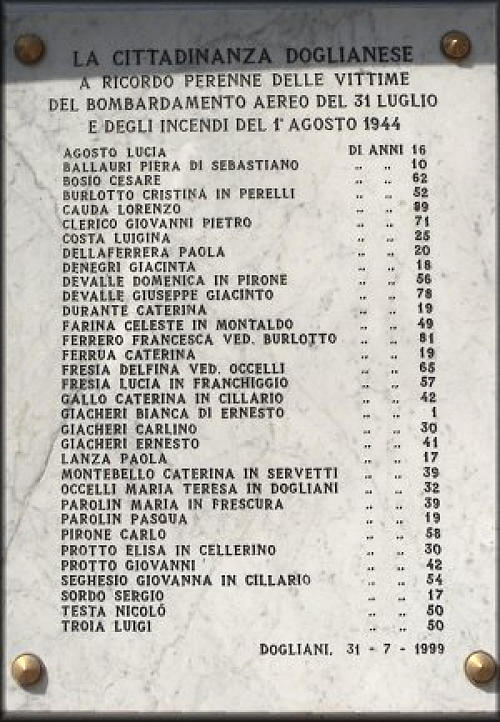 LA CITTADINANZA DOGLIANESE
A RICORDO PERENNE DELLE VITTIME
DEL BOMBARDAMENTO AEREO DEL 31 LUGLIO
E DEGLI INCENDI DEL 1° AGOSTO 1944
AGOSTO LUCIA DI ANNI 16
BALLAURI PIERA DI SEBASTIANO „ „ 10
BOSIO CESARE „ „ 62
BURLOTTO CRISTINA IN PERELLI „ „ 52
CAUDA LORENZO „ „
CLERICO GIOVANNI PIETRO „ „ 71
COSTA LUIGINA „ „ 25
DELLAFERRERA PAOLA „ „ 20
DENEGRI GIACINTA „ „ 18
DEVALLE DOMENICA IN PIRONE „ „ 56
DEVALLE GIUSEPPE GIACINTO „ „ 78
DURANTE CATERINA „ „ 19
FARINA CELESTE IN MONTALDO „ „ 49
FERRERO FRANCESCA VED. BURLOTTO „ „ 81
FERRUA CATERINA „ „ 19
FRESIA DELFINA VED. OCCELLI „ „ 65
FRESIA LUCIA IN FRANCHIGGIO „ „ 57
GALLO CATERINA IN CILLARIO „ „ 42
GIACHERI BIANCA DI ERNESTO „ „ 1
GIACHERI CARLINO „ „ 30
GIACHERI ERNESTO „ „ 41
LANZA PAOLA „ „ 17
MONTEBELLO CATERINA IN SERVETTI „ „ 39
OCCELLI MARIA TERESA IN DOGLIANI „ „ 32
PAROLIN MARIA IN FRESCURA „ „ 39
PAROLIN PASQUA „ „ 19
PIRONE CARLO „ „ 58
PROTTO ELISA IN CELLERINO „ „ 30
PROTTO GIOVANNI „ „ 42
SEGHESIO GIOVANNA IN CILLARIO „ „ 54
SORDO SERGIO „ „ 17
TESTA NICOLÓ „ „ 50
TROIA LUIGI „ „ 50
DOGLIANI, 31 - 7 - 1999